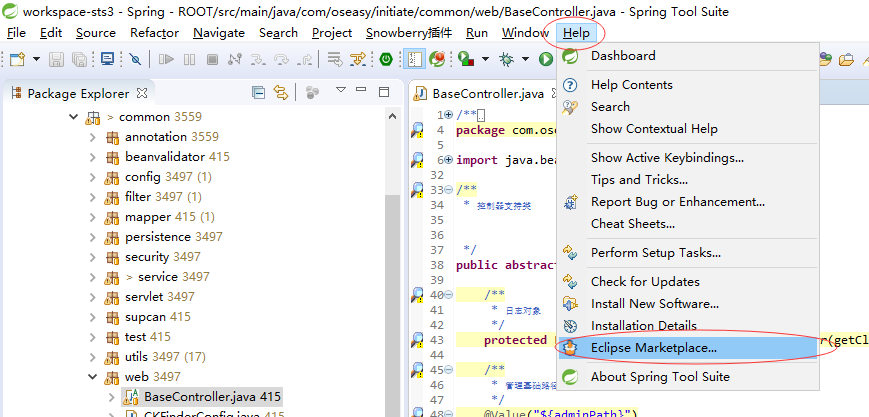 workspace-sts3 - Spring - ROOT/src/main/java/com/oseasy/initiate/common/web/BaseController.java - Spring Tool Suite
File Edit Source Refactor Navigate Search Project Snowberry插件 Run Window Help
Package Explorer
> common 3559
annotation 3559
beanvalidator 415
config 3497 (1)
filter 3497 (1)
mapper 415 (1)
persistence 3497
security 3497
> service 3497
servlet 3497
supcan 415
test 415
utils 3497 (17)
web 3497
BaseController.java 415
CKFinderConfig.java 415
BaseController.java
1 /**
4 package com.ose
5
6 import java.bea
32
33 /**
34 * 控制器支持类
35
36
37 */
38 public abstract
39
40 /**
41 * 日志对象
42 */
43 protected r(getCl
44
45 /**
46 * 管理基础路径
47 */
48 @Value("${adminPath}")
Dashboard
Help Contents
Search
Show Contextual Help
Show Active Keybindings...
Tips and Tricks...
Report Bug or Enhancement...
Cheat Sheets...
Perform Setup Tasks...
Check for Updates
Install New Software...
Installation Details
Eclipse Marketplace...
About Spring Tool Suite